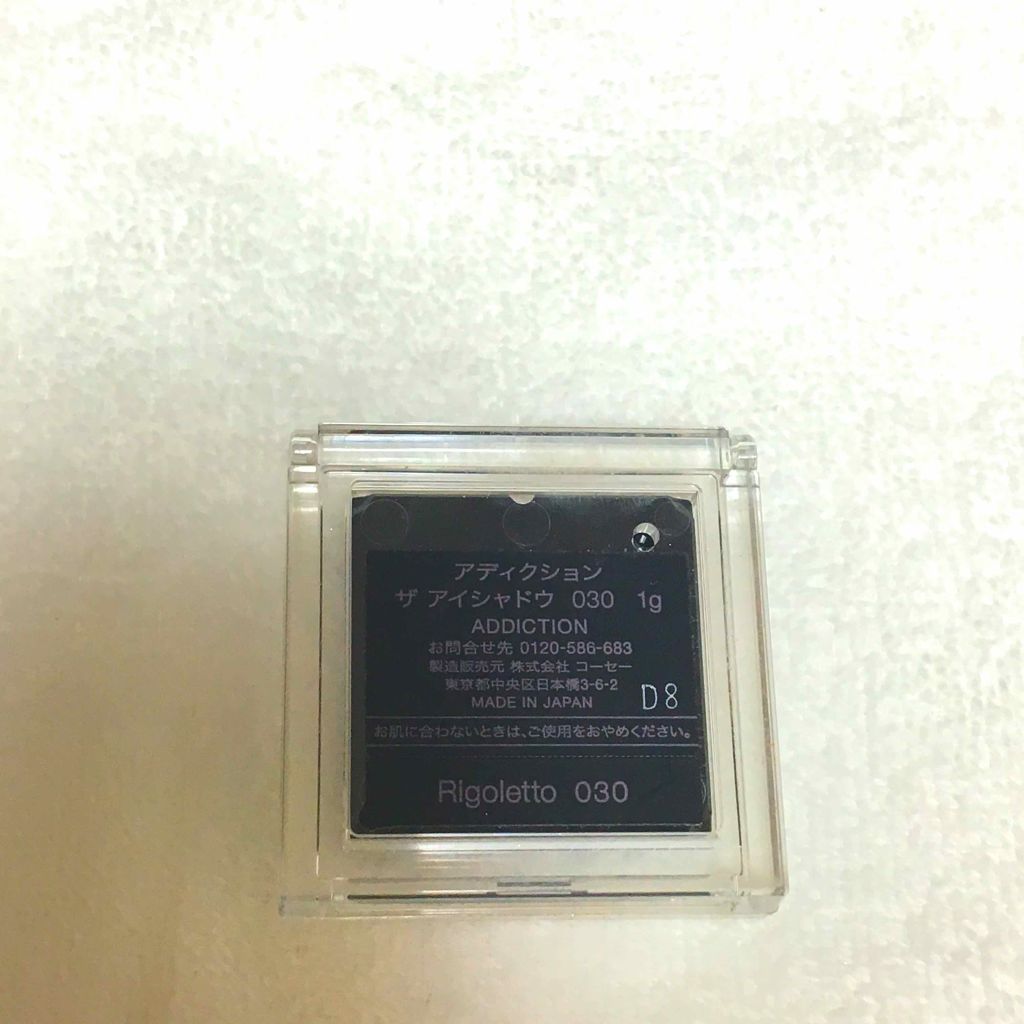 アディクション
ザ アイシャドウ 030 1g
ADDICTION
お問合せ先 0120-586-683
製造販売元 株式会社 コーセー
東京都中央区日本橋3-6-2
MADE IN JAPAN D8
お肌に合わないときは、ご使用をおやめください。
Rigoletto 030